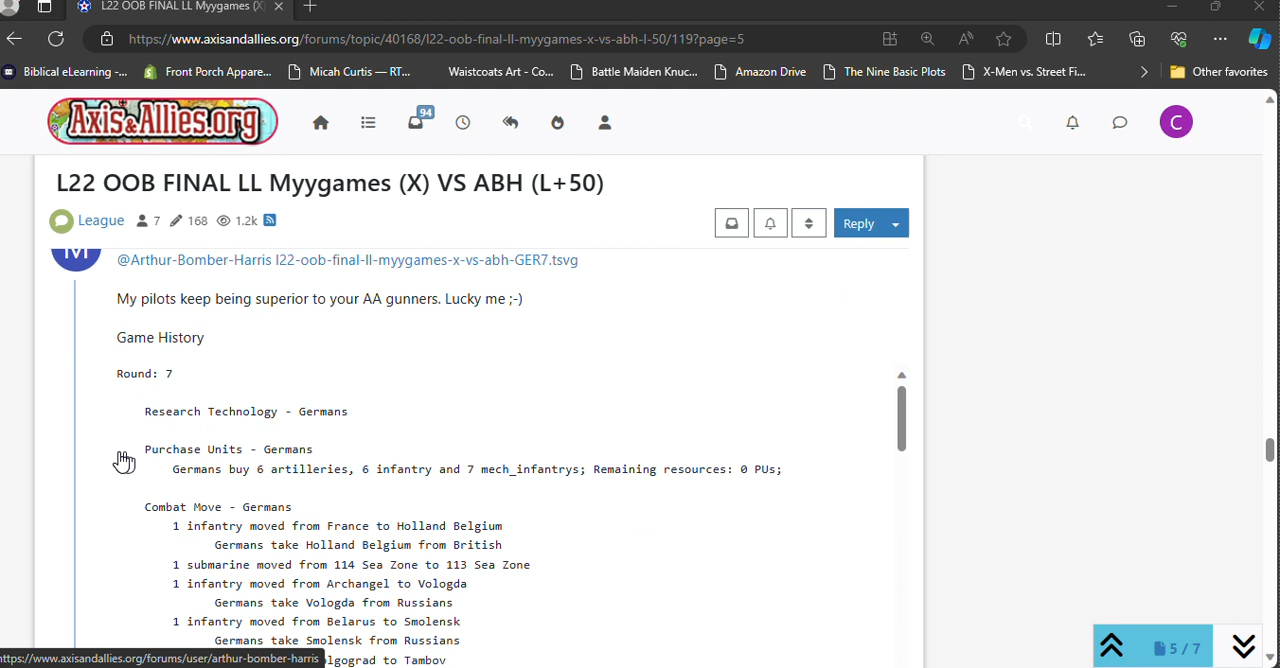 L22 OOB FINAL LL Myygames (X)
https://www.axisandallies.org/forums/topic/40168/l22-oob-final-ll-myygames-x-vs-abh-l-50/119?page=5
Biblical eLearning -...
Front Porch Appare...
Micah Curtis — RT...
Waistcoats Art - Co...
Battle Maiden Knuc...
Amazon Drive
The Nine Basic Plots
X-Men vs. Street Fi...
Other favorites
Axis&Allies.org
94
C
L22 OOB FINAL LL Myygames (X) VS ABH (L+50)
League 7 168 1.2k
Reply
M
@Arthur-Bomber-Harris l22-oob-final-ll-myygames-x-vs-abh-GER7.tsvg
My pilots keep being superior to your AA gunners. Lucky me ;-)
Game History
Round: 7
Research Technology - Germans
Purchase Units - Germans
Germans buy 6 artilleries, 6 infantry and 7 mech_infantrys; Remaining resources: 0 PUs;
Combat Move - Germans
1 infantry moved from France to Holland Belgium
Germans take Holland Belgium from British
1 submarine moved from 114 Sea Zone to 113 Sea Zone
1 infantry moved from Archangel to Vologda
Germans take Vologda from Russians
1 infantry moved from Belarus to Smolensk
Germans take Smolensk from Russians
lgograd to Tambov
5 / 7
https://www.axisandallies.org/forums/user/arthur-bomber-harris